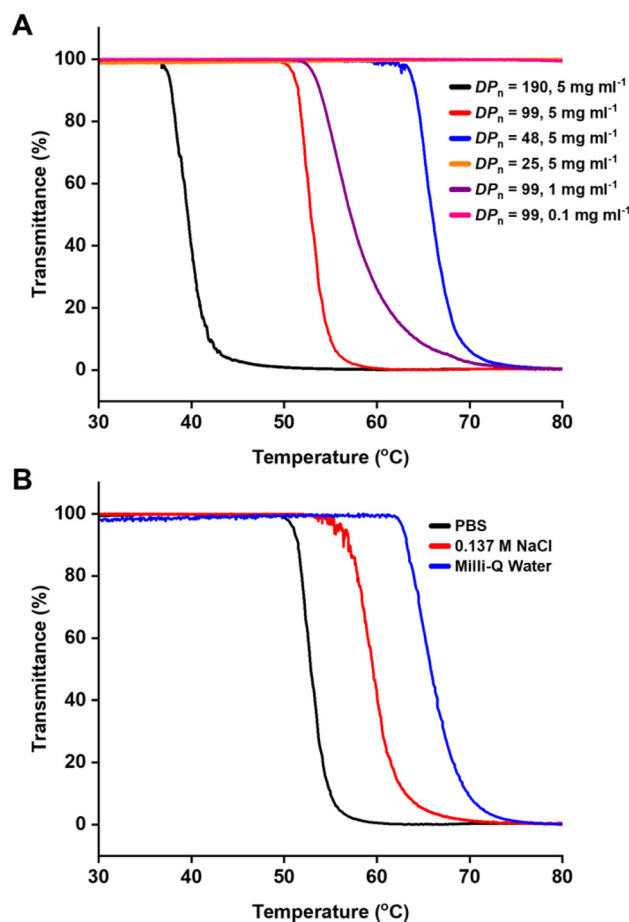 A
100
80
60
40
20
0
Transmittance (%)
DPn = 190, 5 mg ml⁻¹
DPn = 99, 5 mg ml⁻¹
DPn = 48, 5 mg ml⁻¹
DPn = 25, 5 mg ml⁻¹
DPn = 99, 1 mg ml⁻¹
DPn = 99, 0.1 mg ml⁻¹
30 40 50 60 70 80
Temperature (ºC)
B
100
80
60
40
20
0
Transmittance (%)
PBS
0.137 M NaCl
Milli-Q Water
30 40 50 60 70 80
Temperature (ºC)